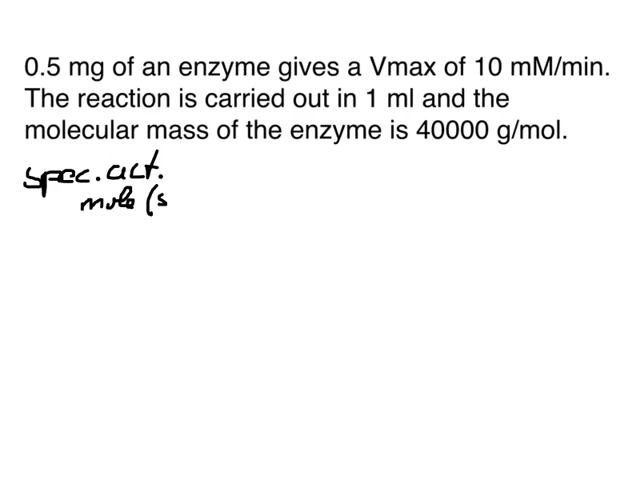 0.5 mg of an enzyme gives a Vmax of 10 mM/min.
The reaction is carried out in 1 ml and the
molecular mass of the enzyme is 40000 g/mol.
spec. act.
mole (s